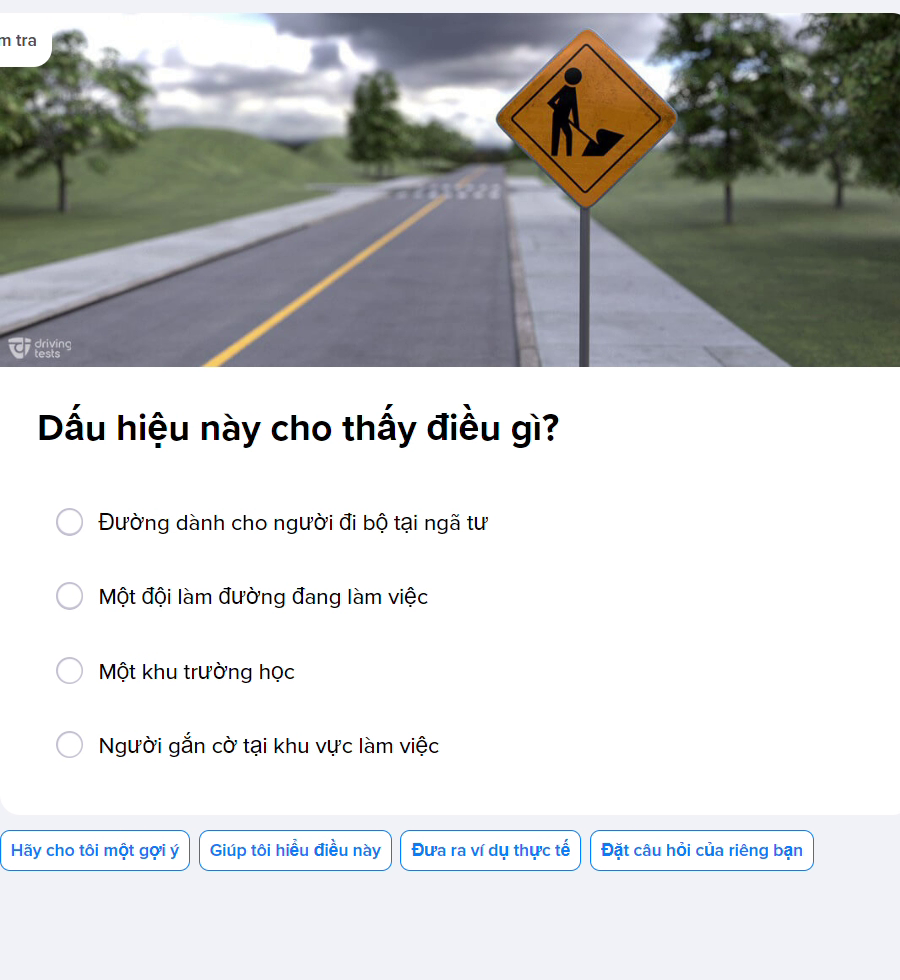 m tra
driving
tests
Dấu hiệu này cho thấy điều gì?
Đường dành cho người đi bộ tại ngã tư
Một đội làm đường đang làm việc
Một khu trường học
Người gắn cờ tại khu vực làm việc
Hãy cho tôi một gợi ý
Giúp tôi hiểu điều này
Đưa ra ví dụ thực tế
Đặt câu hỏi của riêng bạn